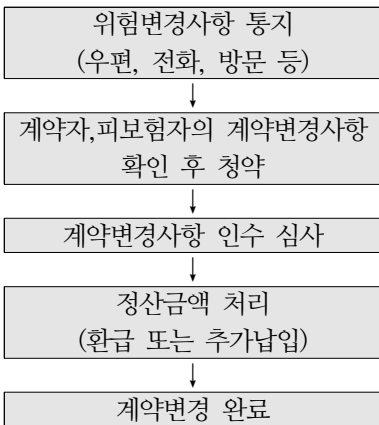 위험변경사항 통지
(우편, 전화, 방문 등)
계약자,피보험자의 계약변경사항
확인 후 청약
계약변경사항 인수 심사
정산금액 처리
(환급 또는 추가납입)
계약변경 완료